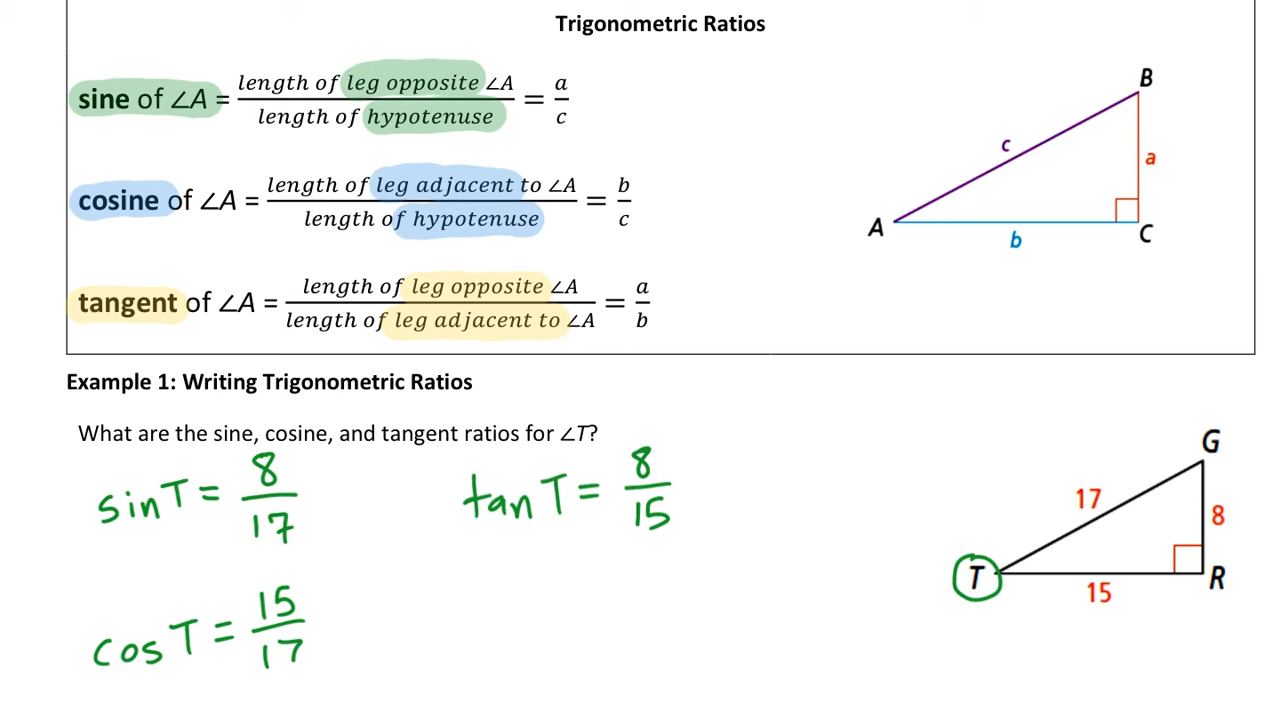 Trigonometric Ratios
sine of ∠A = length of leg opposite ∠A / length of hypotenuse = a/c
cosine of ∠A = length of leg adjacent to ∠A / length of hypotenuse = b/c
tangent of ∠A = length of leg opposite ∠A / length of leg adjacent to ∠A = a/b
B
c
a
A
b
C
Example 1: Writing Trigonometric Ratios
What are the sine, cosine, and tangent ratios for ∠T?
sin T = 8/17
tan T = 8/15
cos T = 15/17
G
17
8
T
15
R